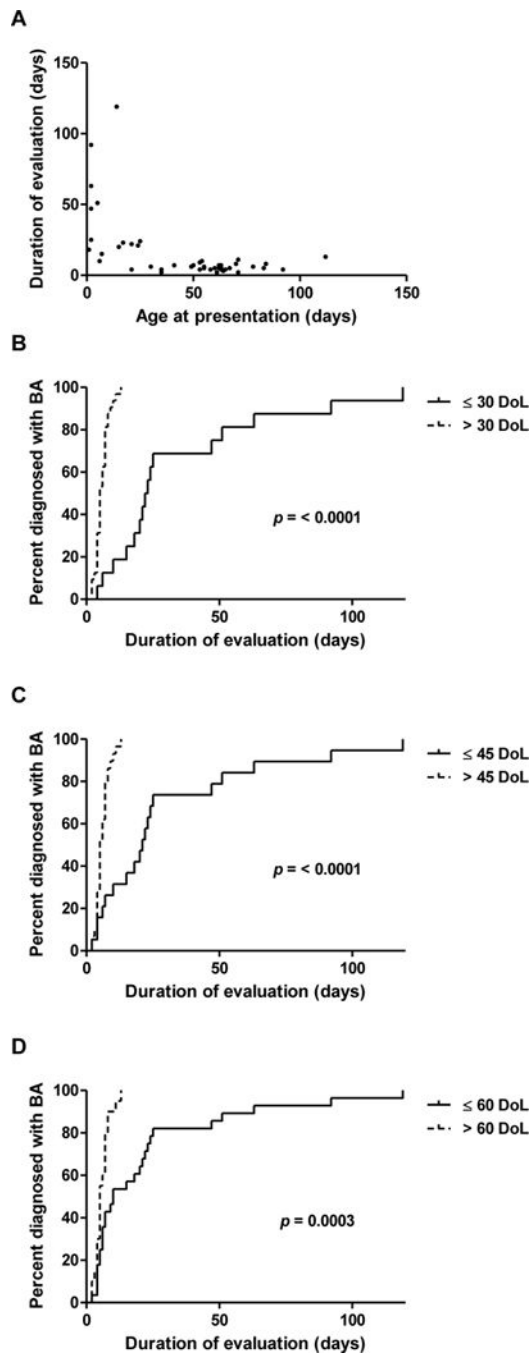 A
Duration of evaluation (days)
150
100
50
0
0 50 100 150
Age at presentation (days)
B
Percent diagnosed with BA
100
80
60
40
20
0
≤ 30 DoL
> 30 DoL
p = < 0.0001
0 50 100
Duration of evaluation (days)
C
Percent diagnosed with BA
100
80
60
40
20
0
≤ 45 DoL
> 45 DoL
p = < 0.0001
0 50 100
Duration of evaluation (days)
D
Percent diagnosed with BA
100
80
60
40
20
0
≤ 60 DoL
> 60 DoL
p = 0.0003
0 50 100
Duration of evaluation (days)